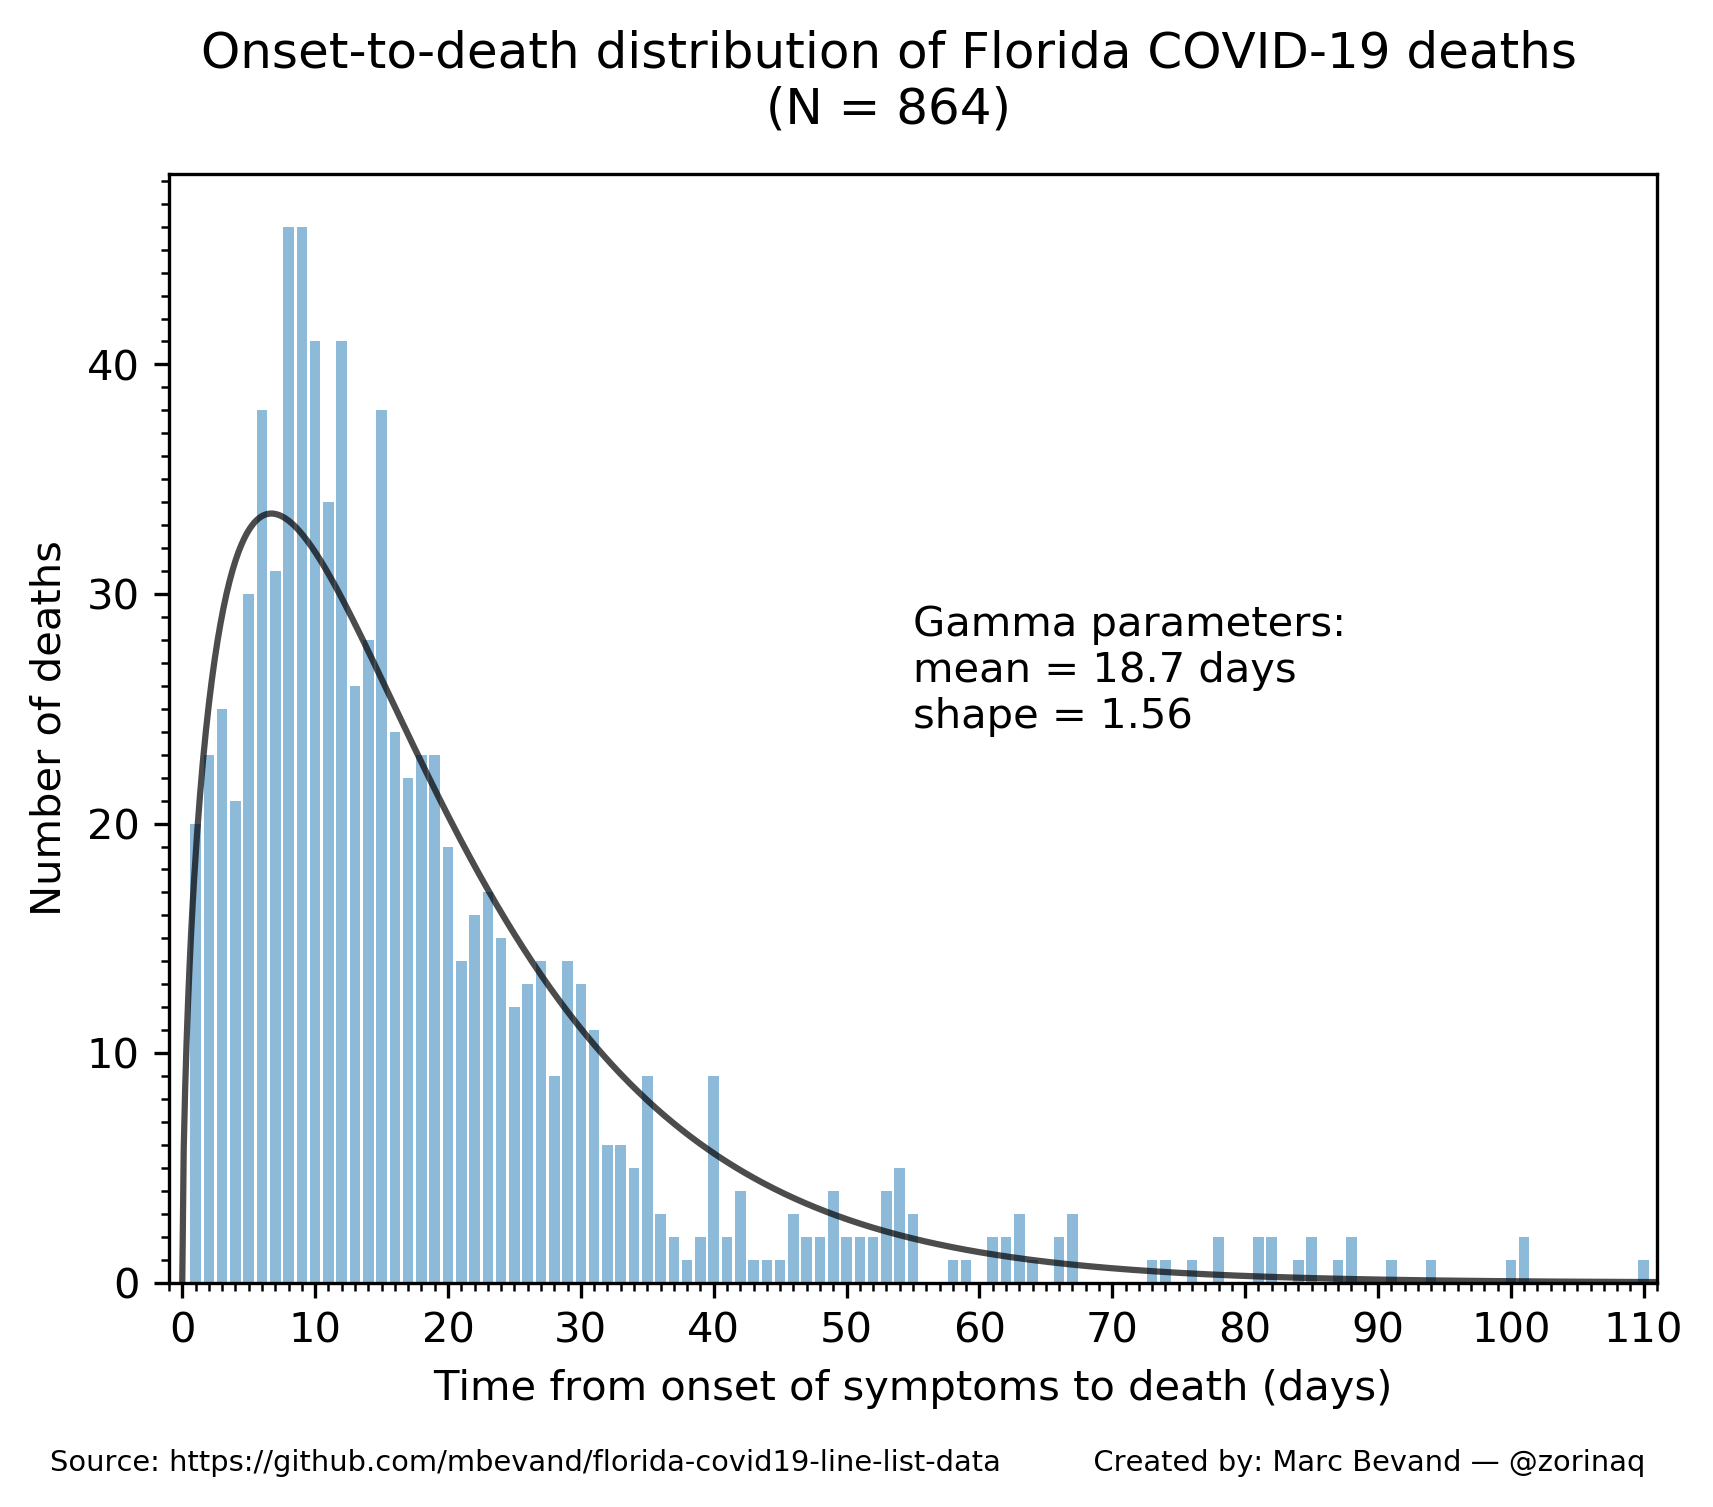 Onset-to-death distribution of Florida COVID-19 deaths
(N = 864)
Number of deaths
40
30
20
10
0
Gamma parameters:
mean = 18.7 days
shape = 1.56
0 10 20 30 40 50 60 70 80 90 100 110
Time from onset of symptoms to death (days)
Source: https://github.com/mbevand/florida-covid19-line-list-data Created by: Marc Bevand — @zorinaq